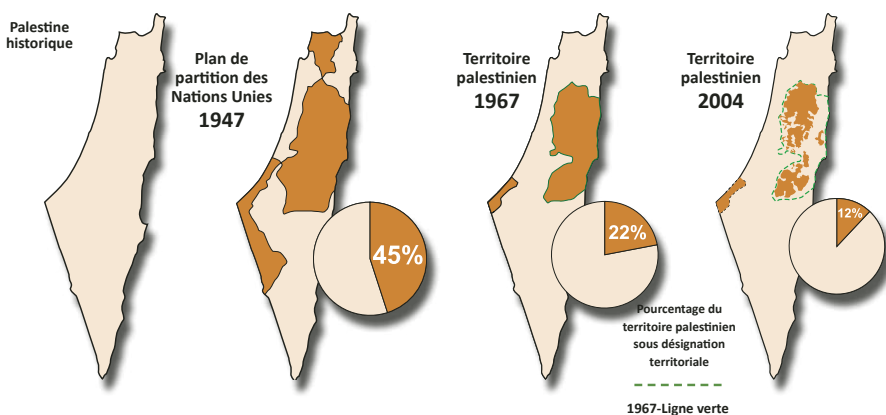 Palestine
historique
Plan de
partition des
Nations Unies
1947
45%
Territoire
palestinien
1967
22%
Territoire
palestinien
2004
12%
Pourcentage du
territoire palestinien
sous désignation
territoriale
1967-Ligne verte